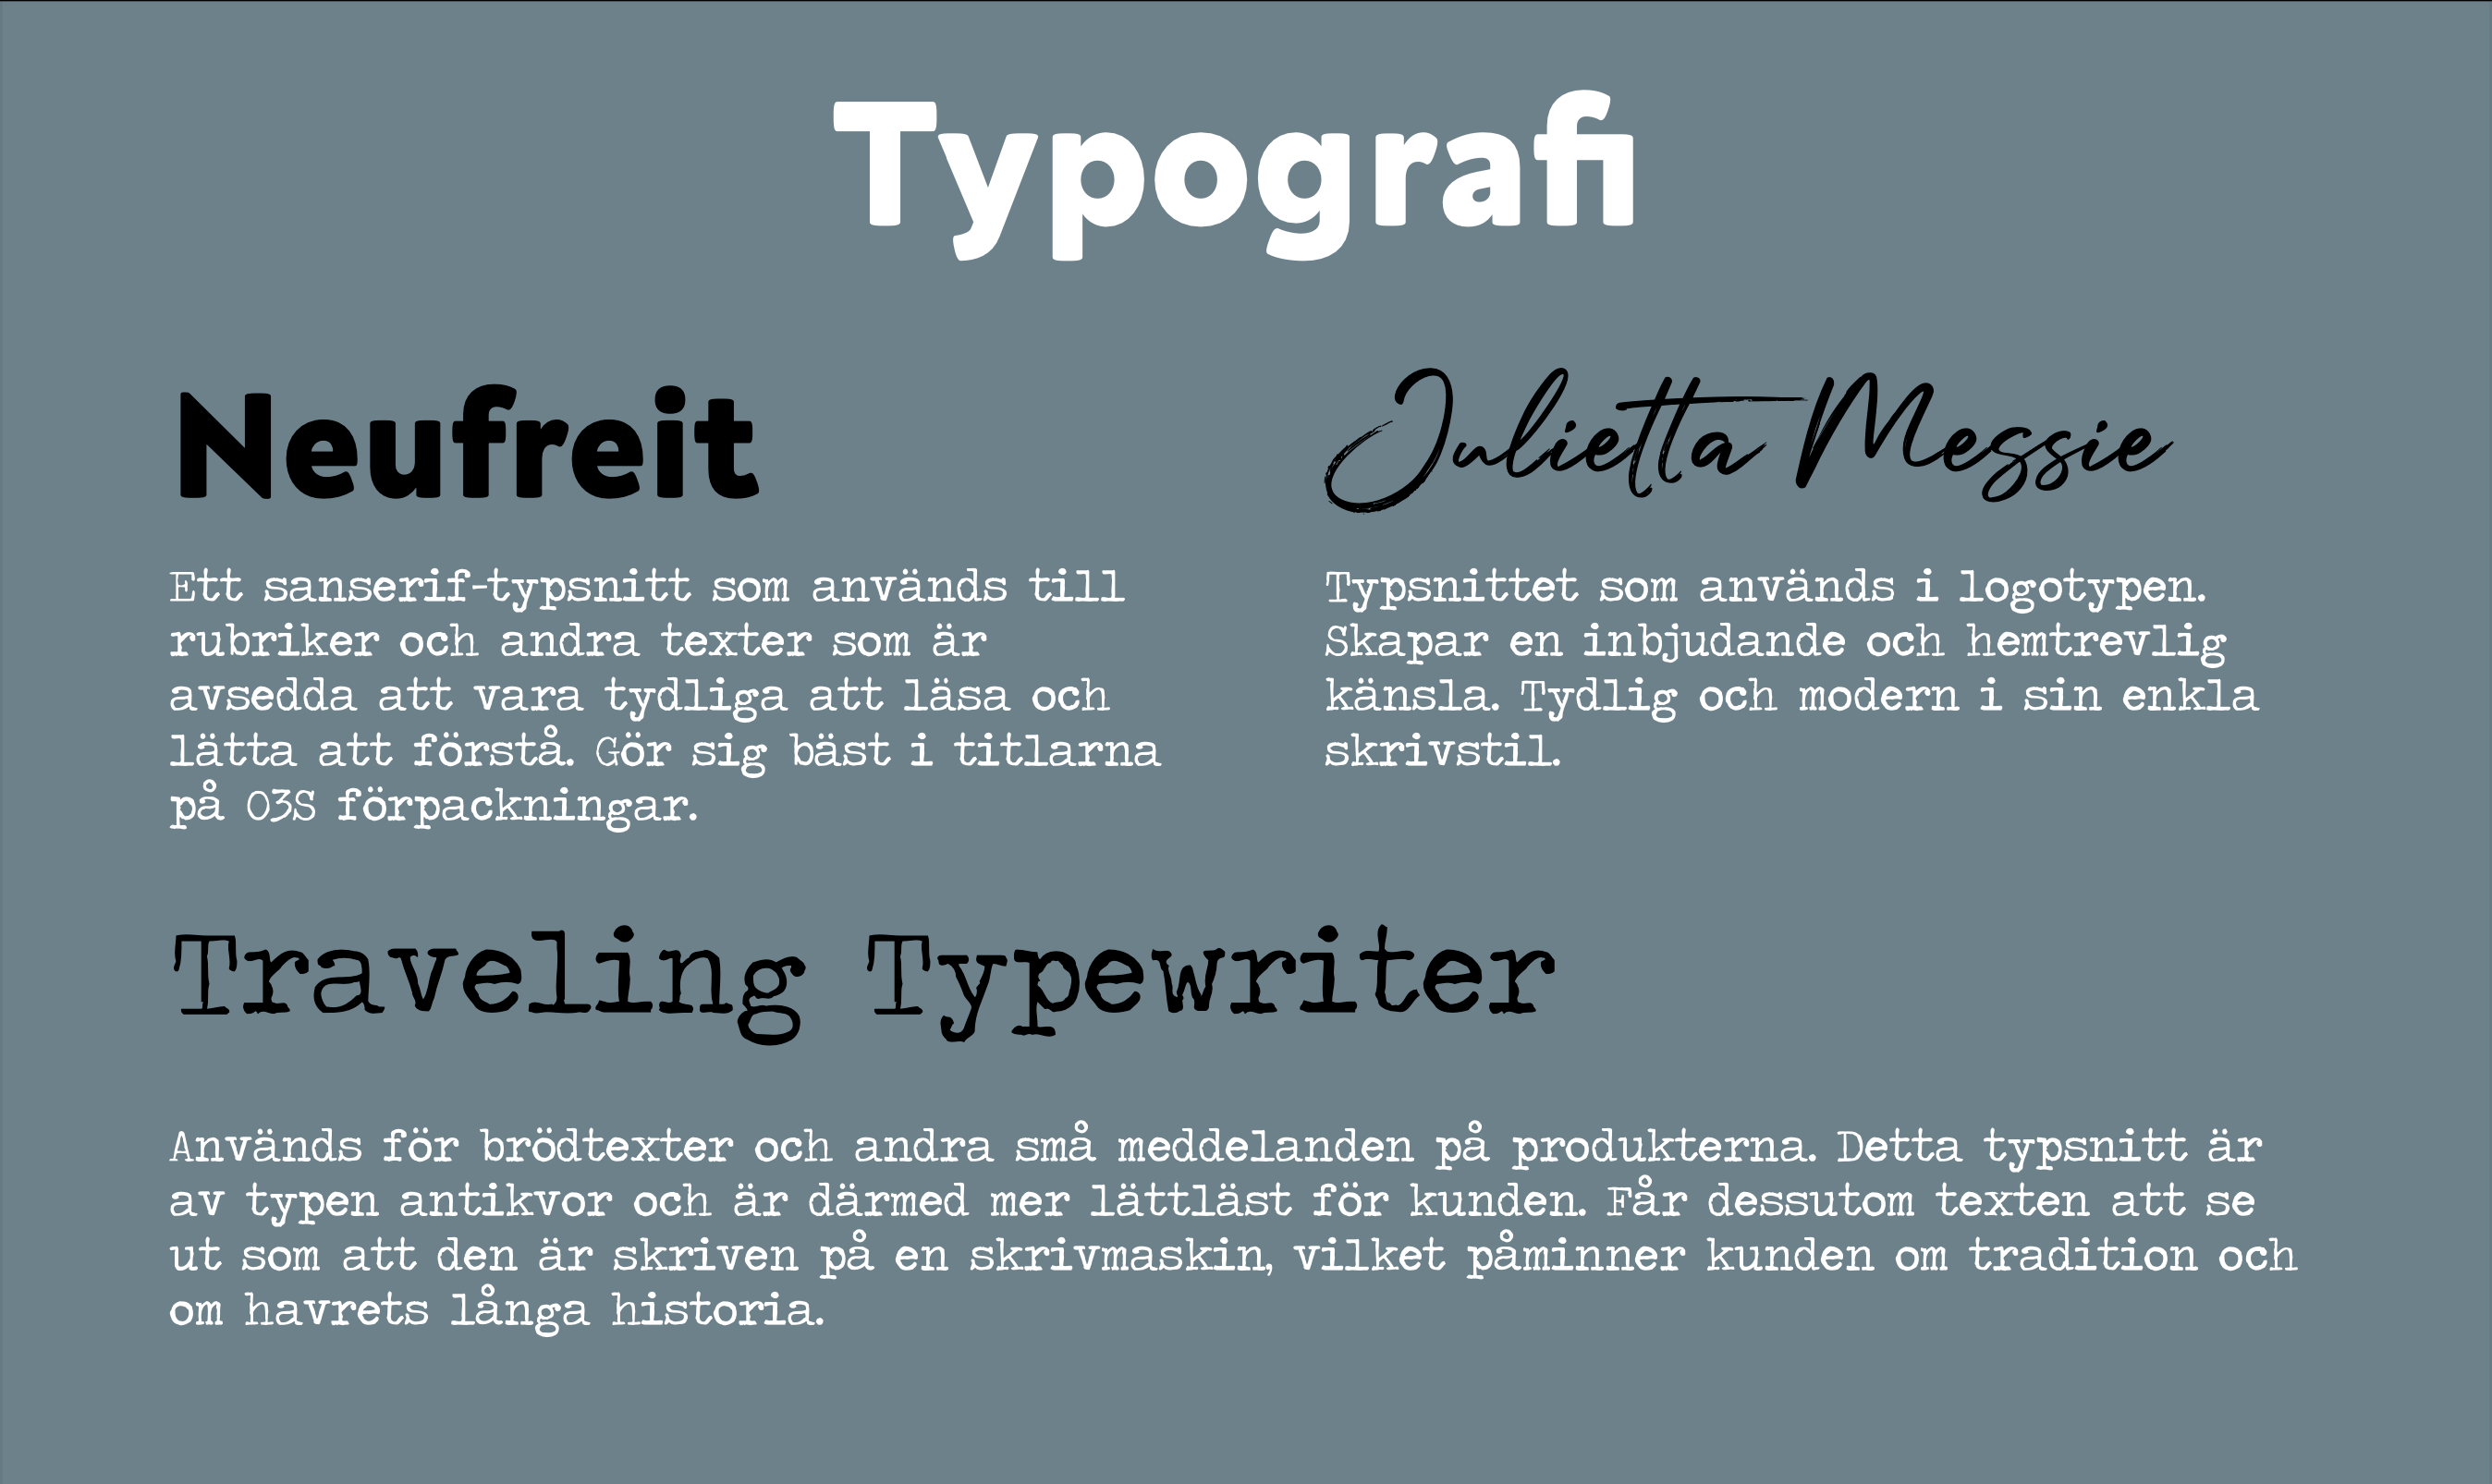 Typografi
Neufreit
Ett sanserif-typsnitt som används till
rubriker och andra texter som är
avsedda att vara tydliga att läsa och
lätta att förstå. Gör sig bäst i titlarna
på O3S förpackningar.
Julietta Messie
Typsnittet som används i logotypen.
Skapar en inbjudande och hemtrevlig
känsla. Tydlig och modern i sin enkla
skrivstil.
Traveling Typewriter
Används för brödtexter och andra små meddelanden på produkterna. Detta typsnitt är
av typen antikvor och är därmed mer lättläst för kunden. Får dessutom texten att se
ut som att den är skriven på en skrivmaskin, vilket påminner kunden om tradition och
om havrets långa historia.